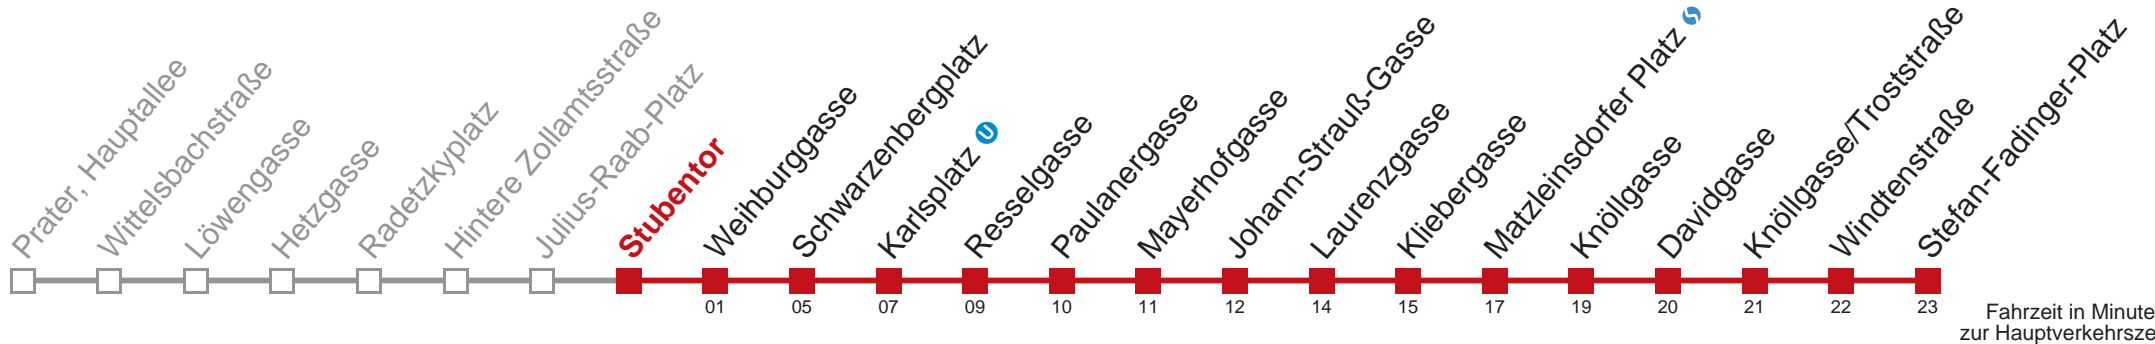 Prater, Hauptallee
Wittelsbachstraße
Löwengasse
Hetzgasse
Radetzkyplatz
Hintere Zollamtsstraße
Julius-Raab-Platz
Stubentor
Weihburggasse
Schwarzenbergplatz
Karlsplatz U
Resselgasse
Paulanergasse
Mayerhofgasse
Johann-Strauß-Gasse
Laurenzgasse
Kliebergasse
Matzleinsdorfer Platz S
Knöllgasse
Davidgasse
Knöllgasse/Troststraße
Windtenstraße
Stefan-Fadinger-Platz
01 05 07 09 10 11 12 14 15 17 19 20 21 22 23
Fahrzeit in Minute
zur Hauptverkehrsze